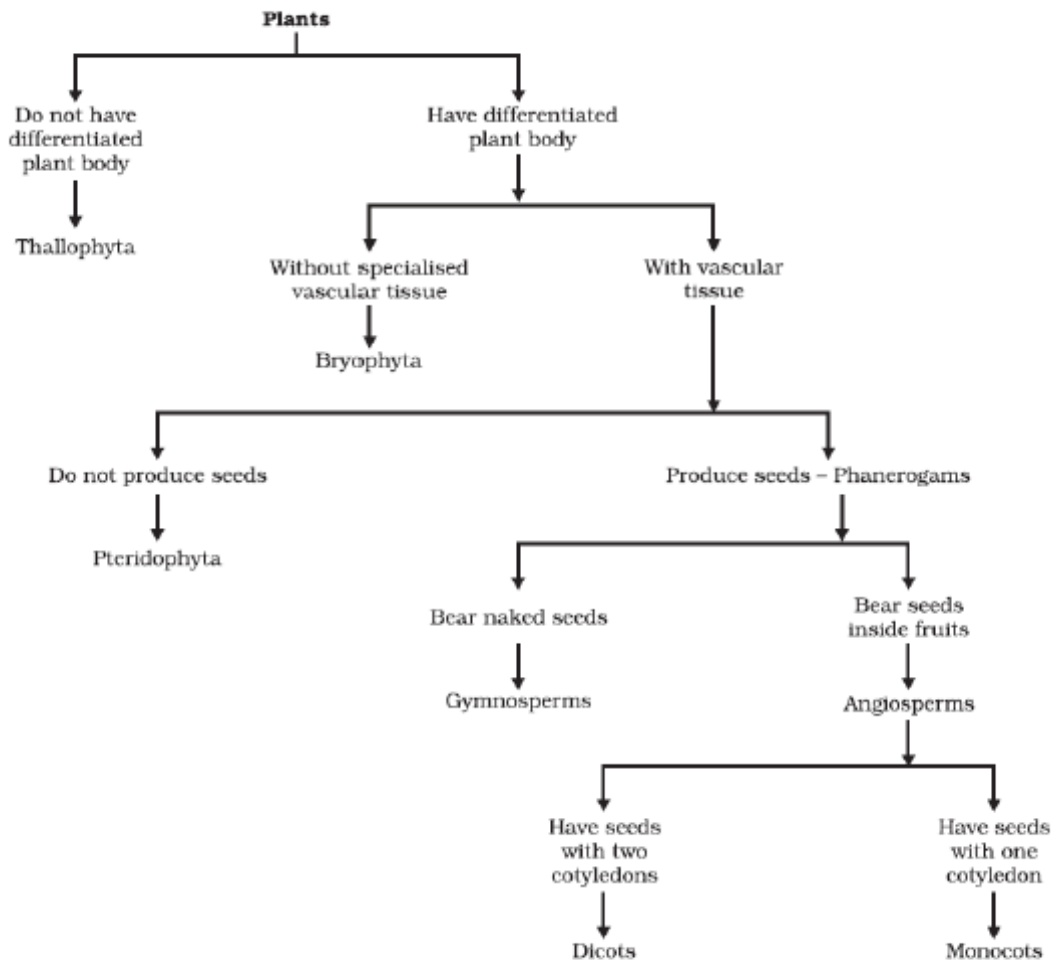 Plants
Do not have
differentiated
plant body
Have differentiated
plant body
Thallophyta
Without specialised
vascular tissue
With vascular
tissue
Bryophyta
Do not produce seeds
Produce seeds – Phanerogams
Pteridophyta
Bear naked seeds
Bear seeds
inside fruits
Gymnosperms
Angiosperms
Have seeds
with two
cotyledons
Have seeds
with one
cotyledon
Dicots
Monocots